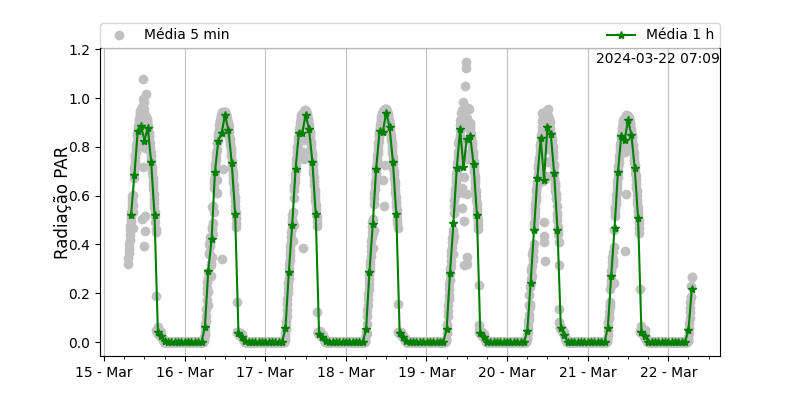 Média 5 min
Média 1 h
2024-03-22 07:09
Radiação PAR
1.2
1.0
0.8
0.6
0.4
0.2
0.0
15 - Mar
16 - Mar
17 - Mar
18 - Mar
19 - Mar
20 - Mar
21 - Mar
22 - Mar